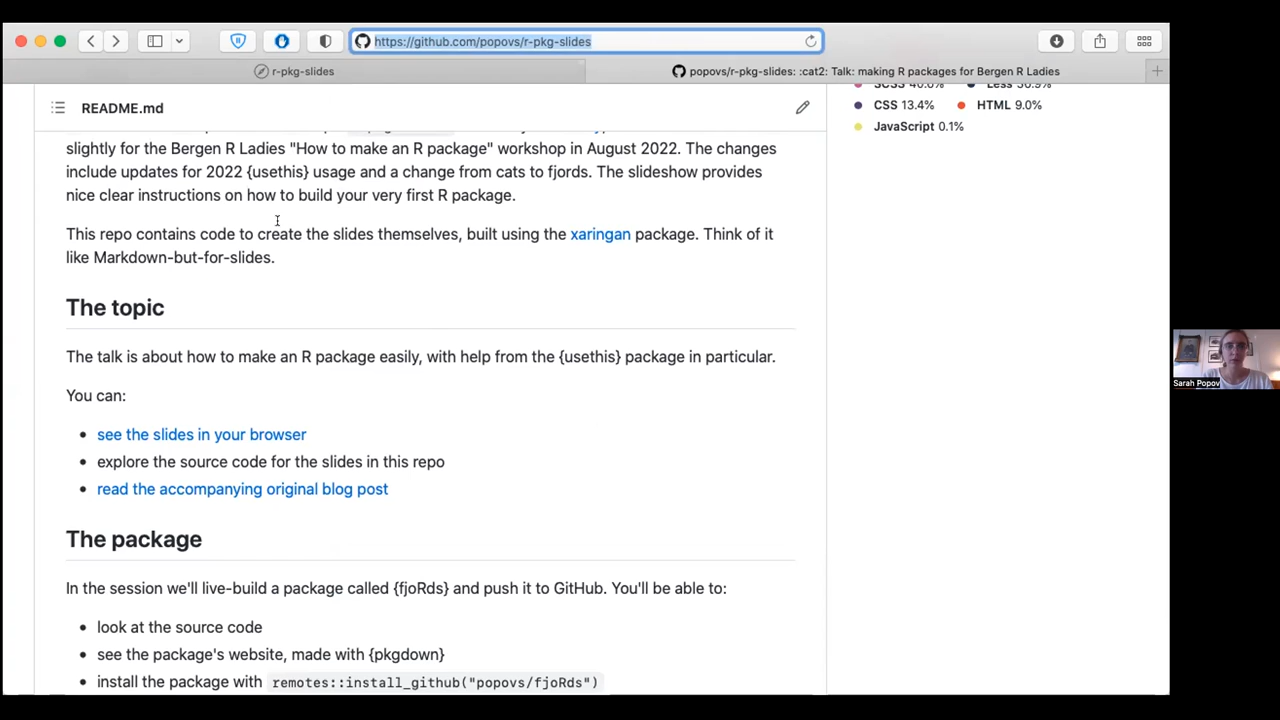 https://github.com/popovs/r-pkg-slides
r-pkg-slides
popovs/r-pkg-slides: :cat2: Talk: making R packages for Bergen R Ladies
README.md
SCSS 40.6% Less 36.9%
CSS 13.4% HTML 9.0%
JavaScript 0.1%
slightly for the Bergen R Ladies "How to make an R package" workshop in August 2022. The changes
include updates for 2022 {usethis} usage and a change from cats to fjords. The slideshow provides
nice clear instructions on how to build your very first R package.
This repo contains code to create the slides themselves, built using the xaringan package. Think of it
like Markdown-but-for-slides.
The topic
The talk is about how to make an R package easily, with help from the {usethis} package in particular.
You can:
see the slides in your browser
explore the source code for the slides in this repo
read the accompanying original blog post
The package
In the session we'll live-build a package called {fjoRds} and push it to GitHub. You'll be able to:
look at the source code
see the package's website, made with {pkgdown}
install the package with remotes::install_github("popovs/fjoRds")
Sarah Popov